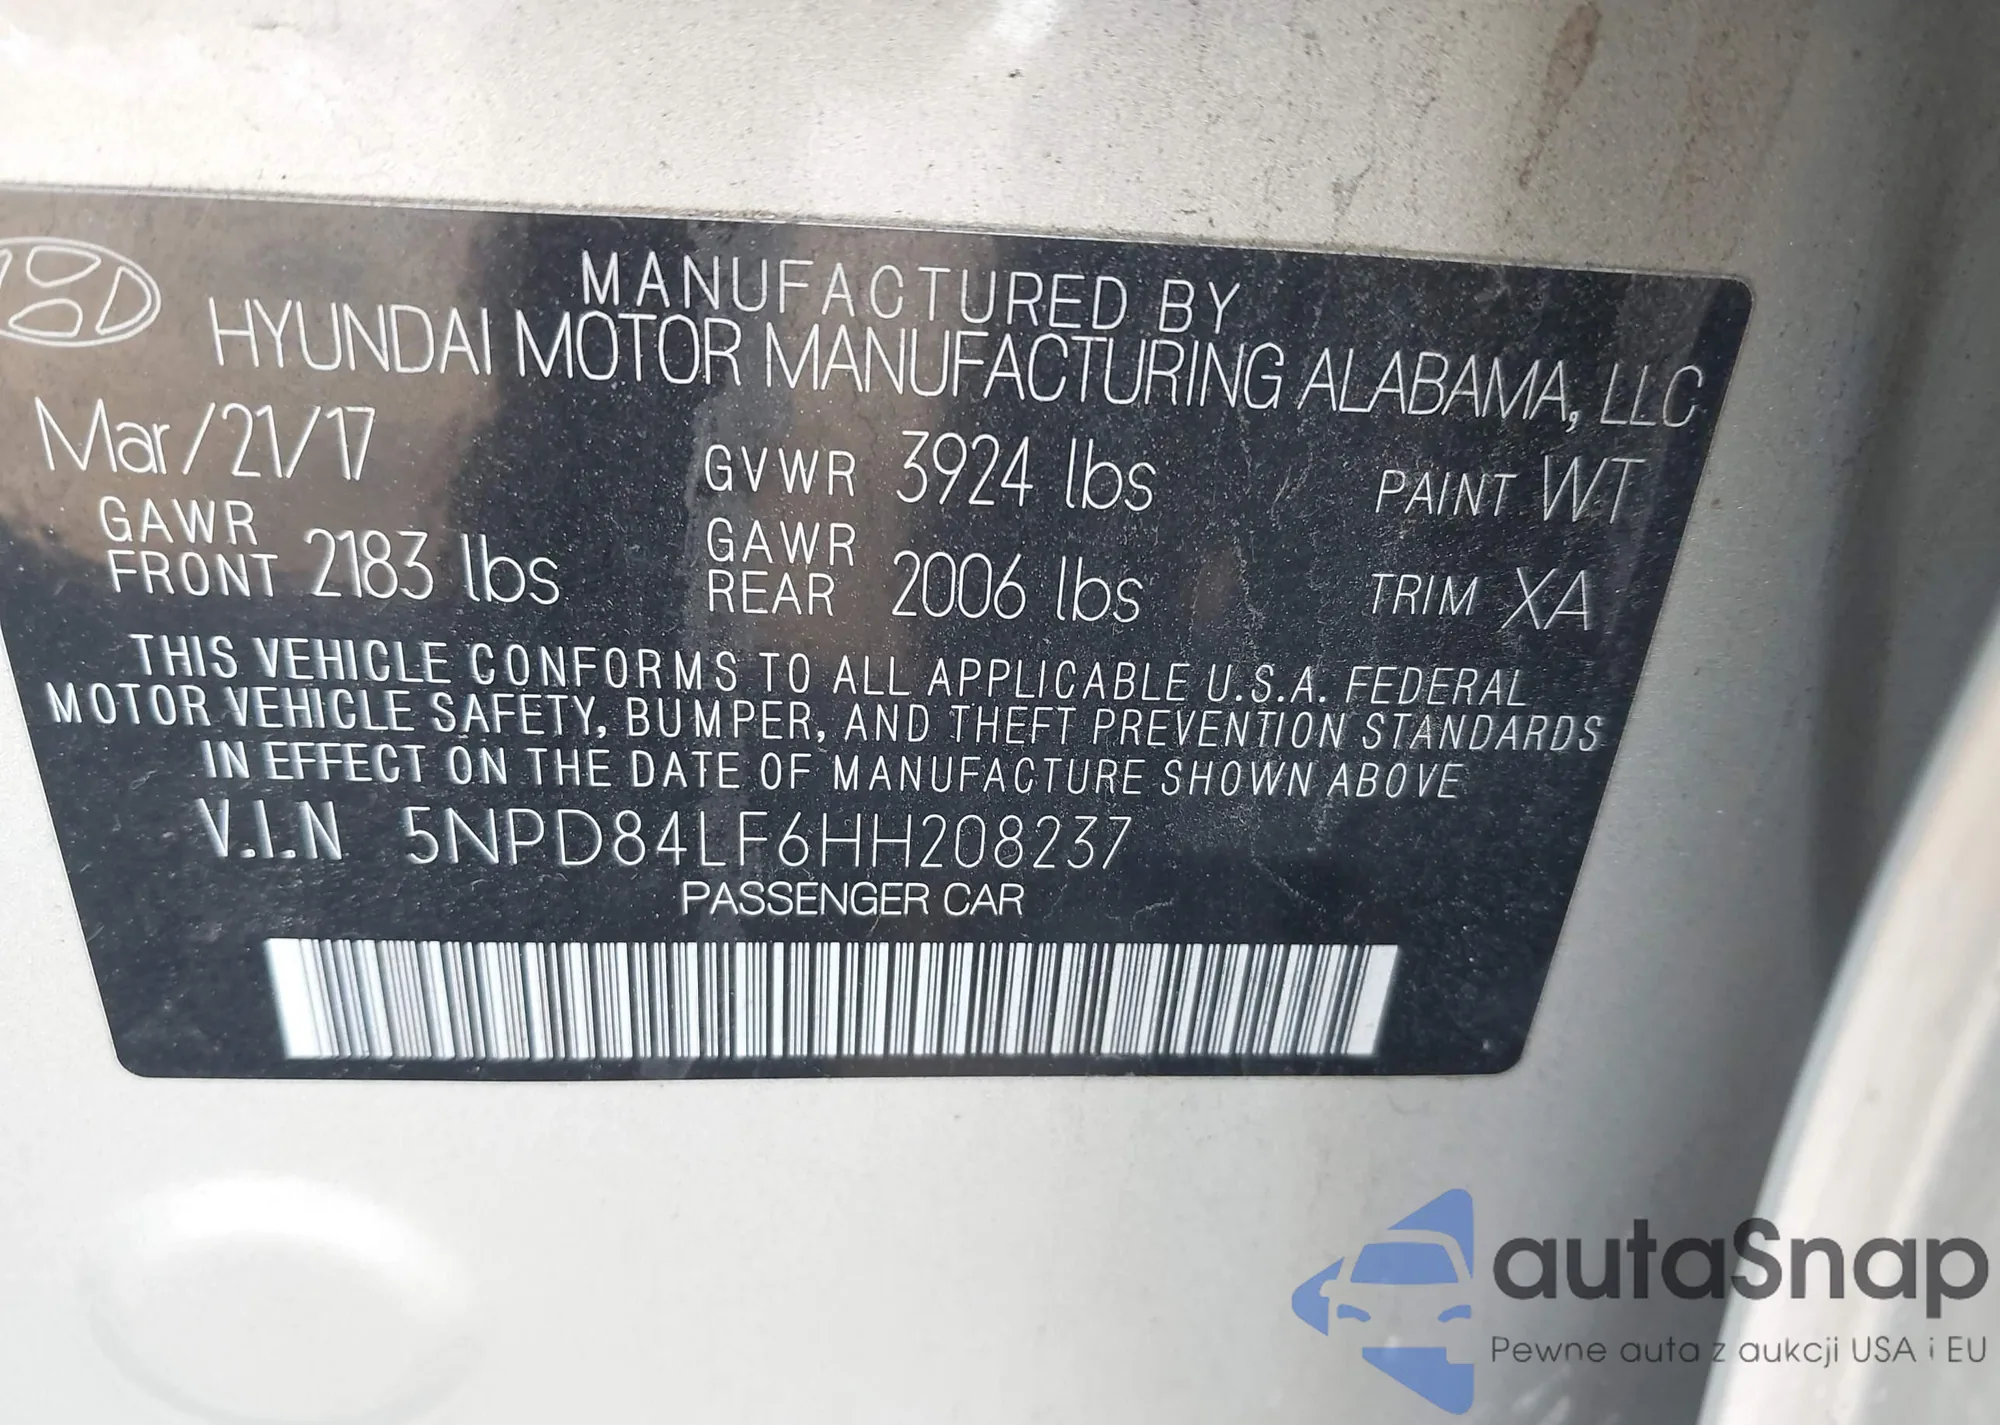 MANUFACTURED BY
HYUNDAI MOTOR MANUFACTURING ALABAMA, LLC
Mar/21/17 GVWR 3924 lbs PAINT WT
GAWR FRONT 2183 lbs GAWR REAR 2006 lbs TRIM XA
THIS VEHICLE CONFORMS TO ALL APPLICABLE U.S.A. FEDERAL
MOTOR VEHICLE SAFETY, BUMPER, AND THEFT PREVENTION STANDARDS
IN EFFECT ON THE DATE OF MANUFACTURE SHOWN ABOVE
V.I.N 5NPD84LF6HH208237
PASSENGER CAR
autaSnap
Pewne auta z aukcji USA i EU